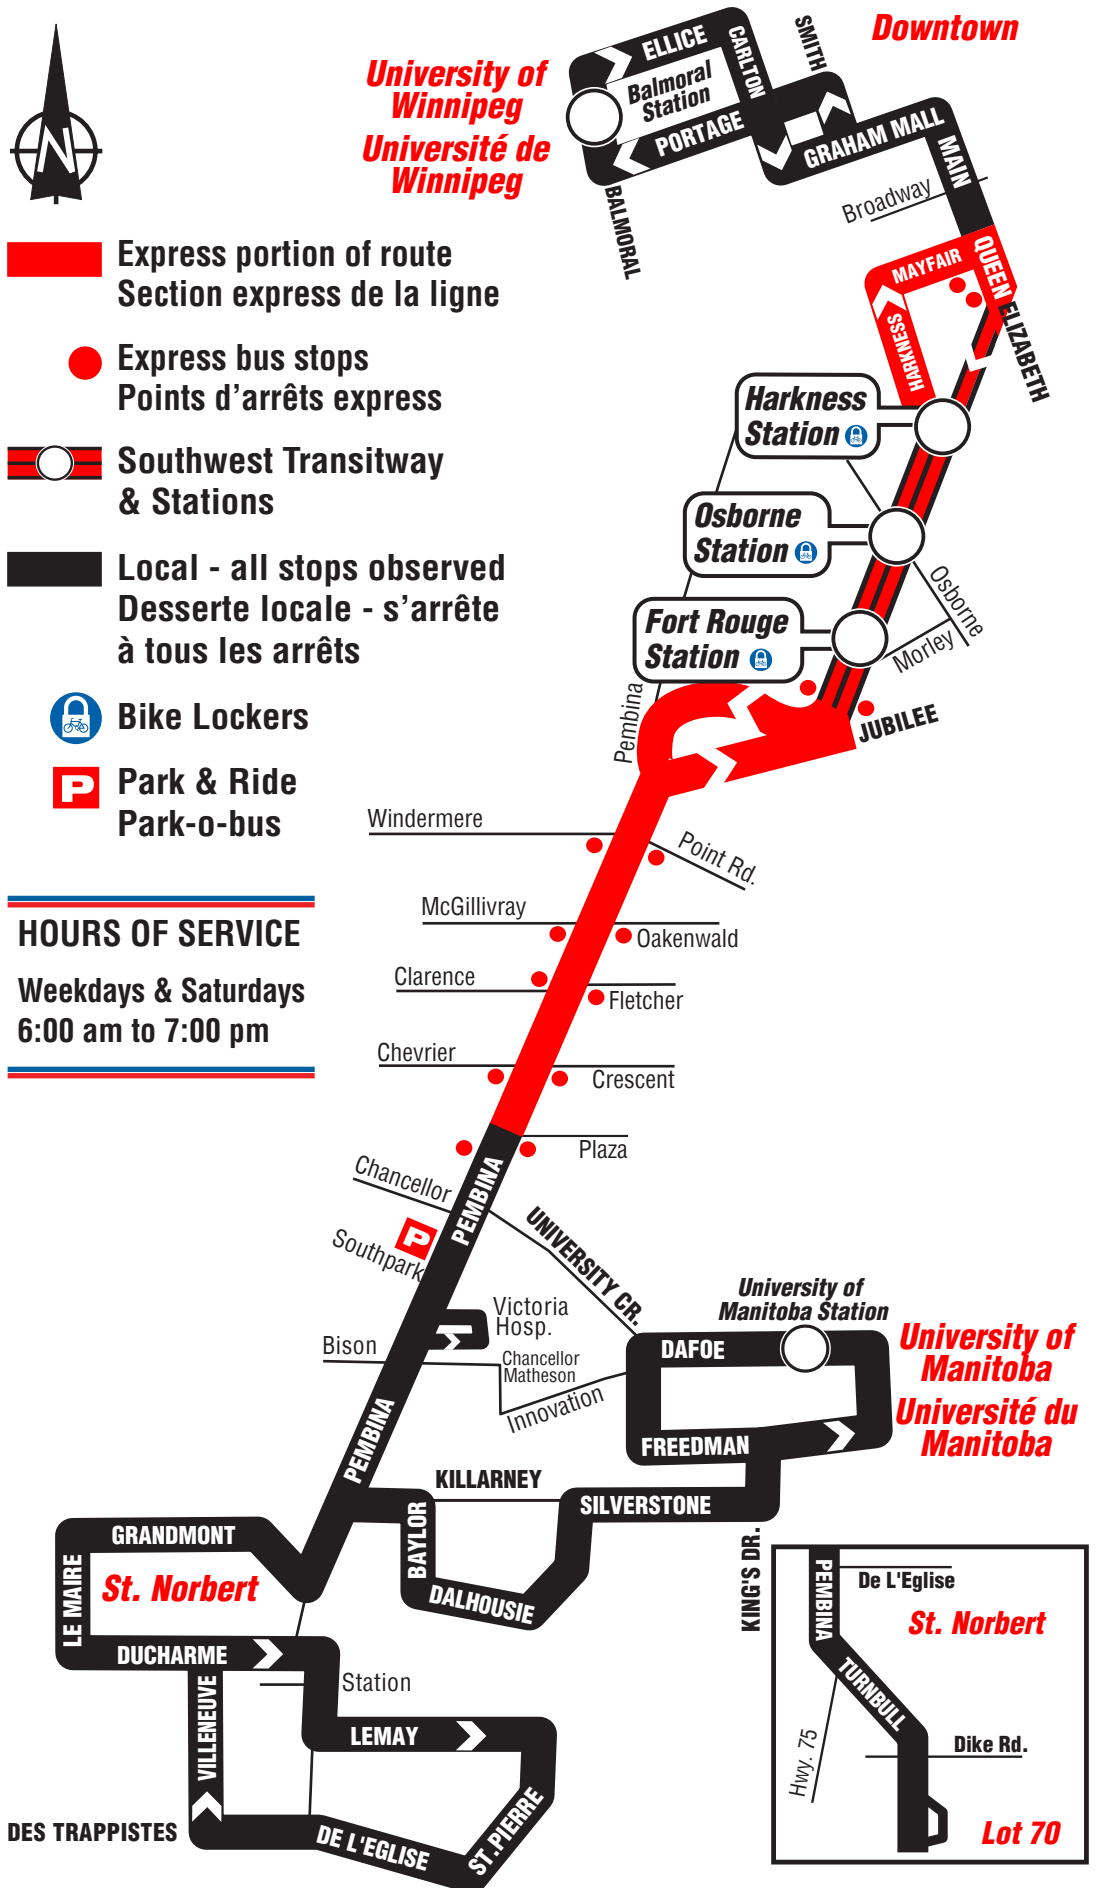 Downtown
University of
Winnipeg
Université de
Winnipeg
ELLICE
CARLTON
SMITH
Balmoral
Station
PORTAGE
GRAHAM MALL
MAIN
BALMORAL
Broadway
N
Express portion of route
Section express de la ligne
Express bus stops
Points d'arrêts express
Southwest Transitway
& Stations
Local - all stops observed
Desserte locale - s'arrête
à tous les arrêts
Bike Lockers
P
Park & Ride
Park-o-bus
HOURS OF SERVICE
Weekdays & Saturdays
6:00 am to 7:00 pm
MAYFAIR
QUEEN ELIZABETH
HARKNESS
Harkness
Station
Osborne
Station
Fort Rouge
Station
Osborne
Morley
Pembina
JUBILEE
Windermere
Point Rd.
McGillivray
Oakenwald
Clarence
Fletcher
Chevrier
Crescent
Plaza
Chancellor
PEMBINA
P
Southpark
UNIVERSITY CR.
Victoria
Hosp.
Bison
Chancellor
Matheson
Innovation
University of
Manitoba Station
DAFOE
University of
Manitoba
Université du
Manitoba
FREEDMAN
PEMBINA
KILLARNEY
SILVERSTONE
BAYLOR
DALHOUSIE
KING'S DR.
GRANDMONT
LE MAIRE
St. Norbert
DUCHARME
Station
VILLENEUVE
LEMAY
DES TRAPPISTES
DE L'EGLISE
ST.PIERRE
PEMBINA
De L'Eglise
St. Norbert
TURNBULL
Hwy. 75
Dike Rd.
Lot 70